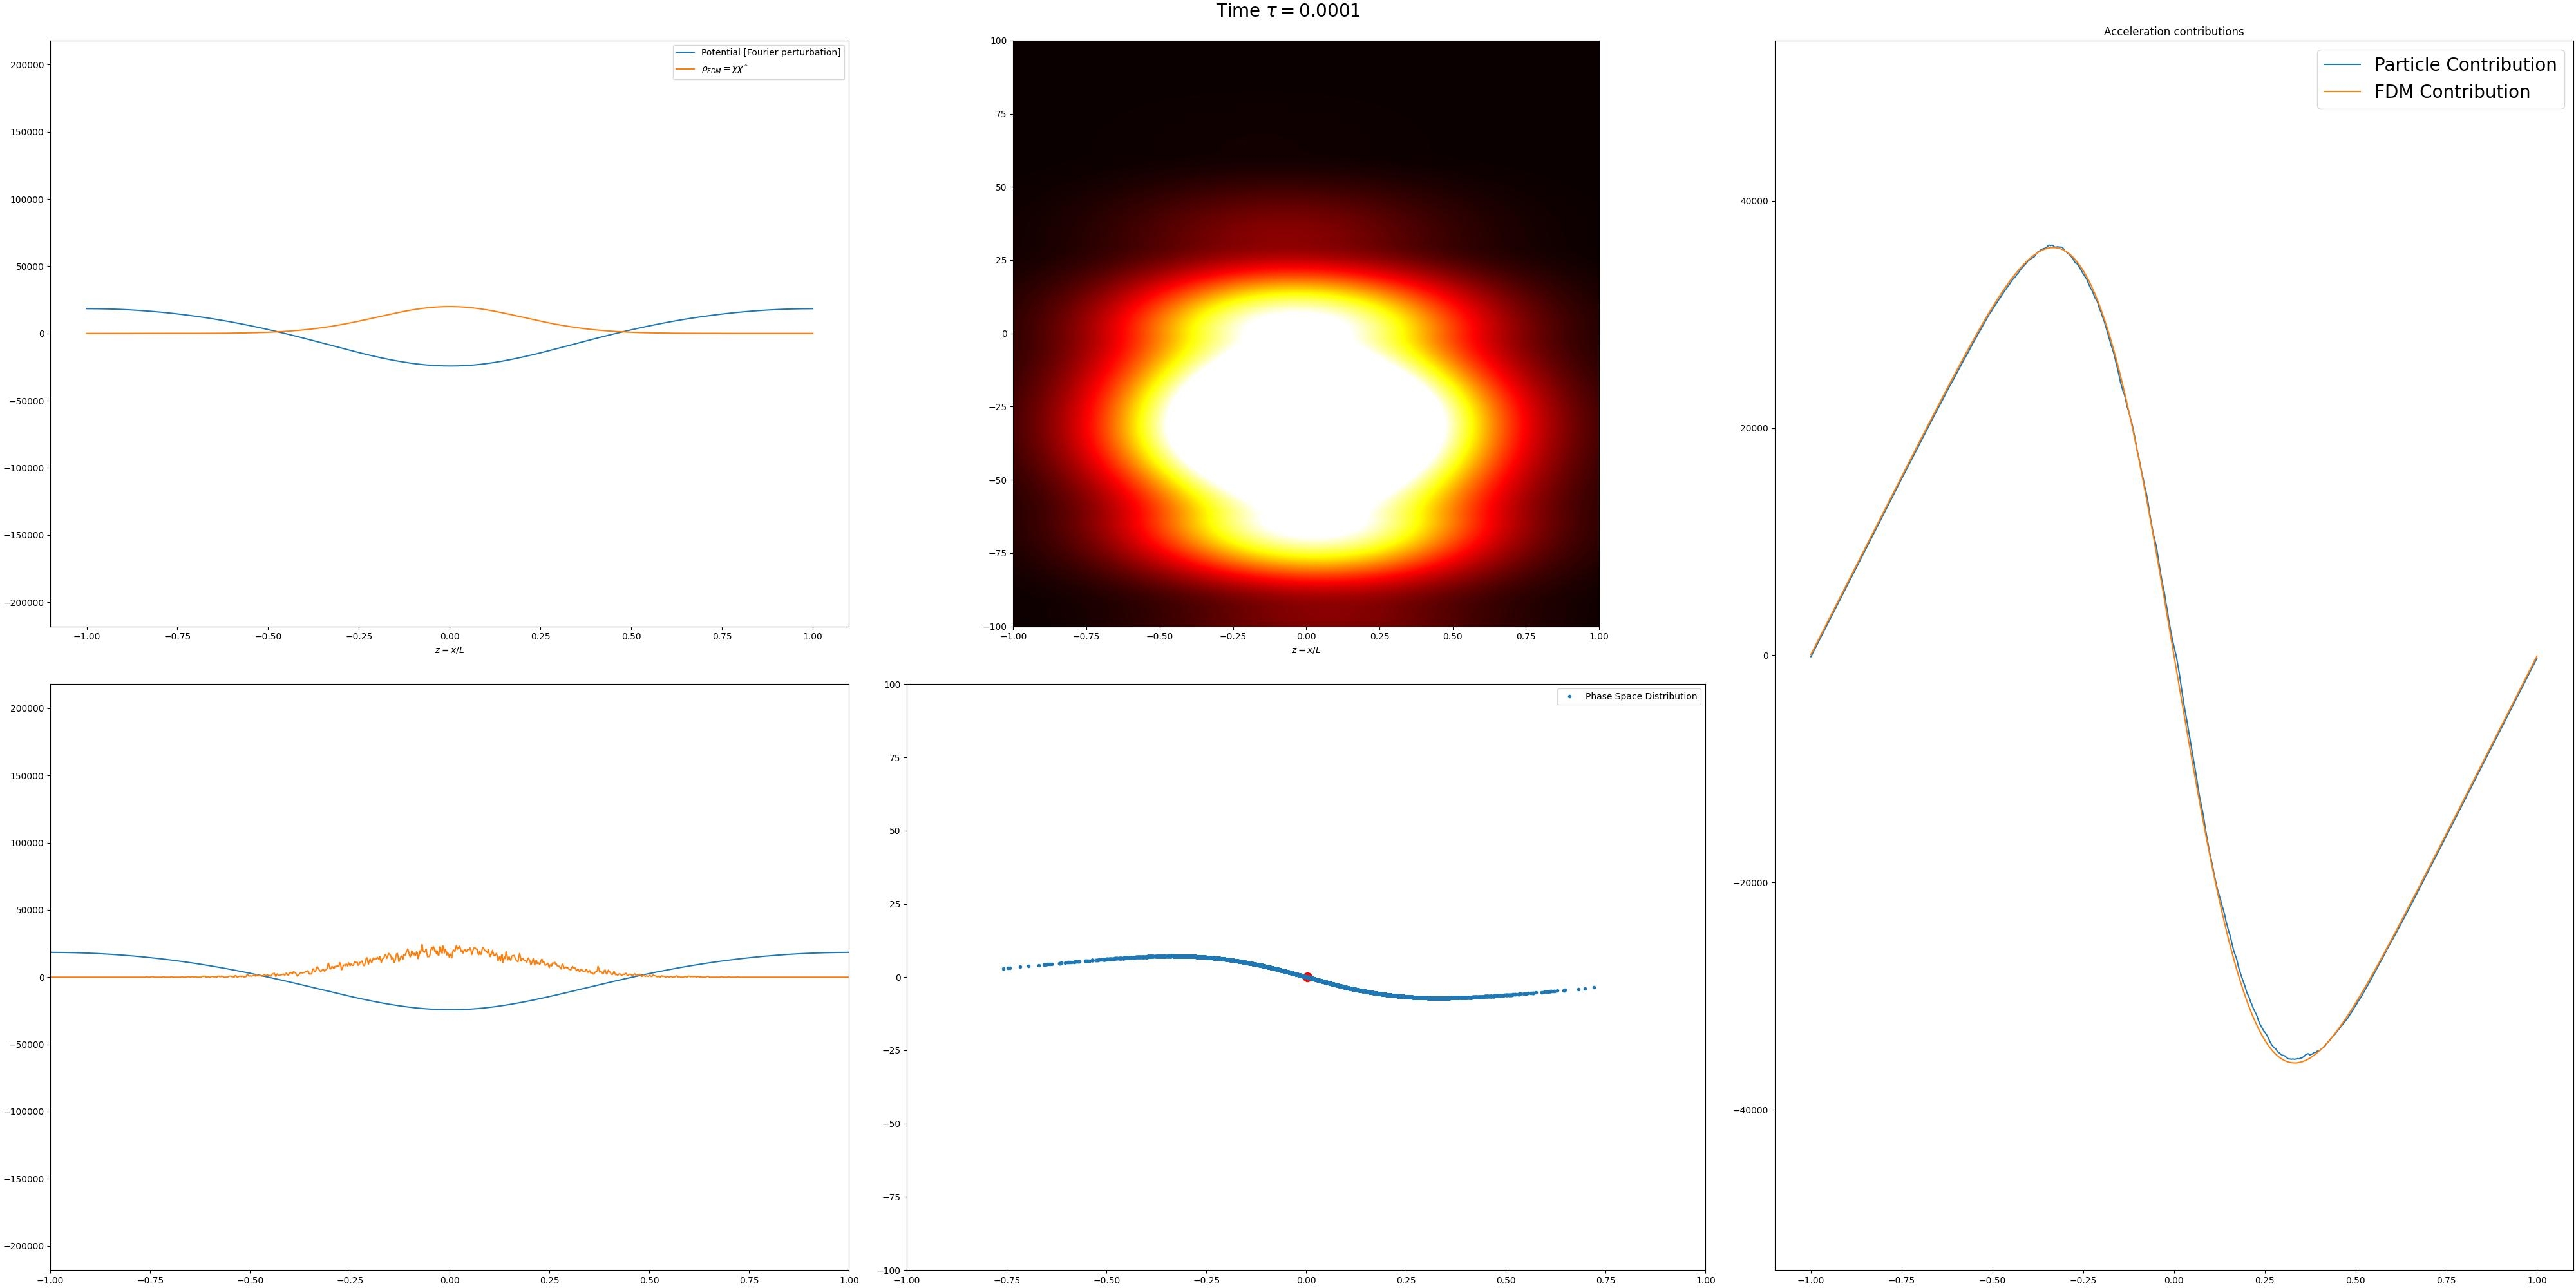 Time τ = 0.0001
Potential [Fourier perturbation]
ρ_FDM = χχ*
200000
150000
100000
50000
0
−50000
−100000
−150000
−200000
−1.00 −0.75 −0.50 −0.25 0.00 0.25 0.50 0.75 1.00
z = x/L
100
75
50
25
0
−25
−50
−75
−100
−1.00 −0.75 −0.50 −0.25 0.00 0.25 0.50 0.75 1.00
z = x/L
Acceleration contributions
Particle Contribution
FDM Contribution
40000
20000
0
−20000
−40000
−1.00 −0.75 −0.50 −0.25 0.00 0.25 0.50 0.75 1.00
200000
150000
100000
50000
0
−50000
−100000
−150000
−200000
−1.00 −0.75 −0.50 −0.25 0.00 0.25 0.50 0.75 1.00
Phase Space Distribution
100
75
50
25
0
−25
−50
−75
−100
−1.00 −0.75 −0.50 −0.25 0.00 0.25 0.50 0.75 1.00